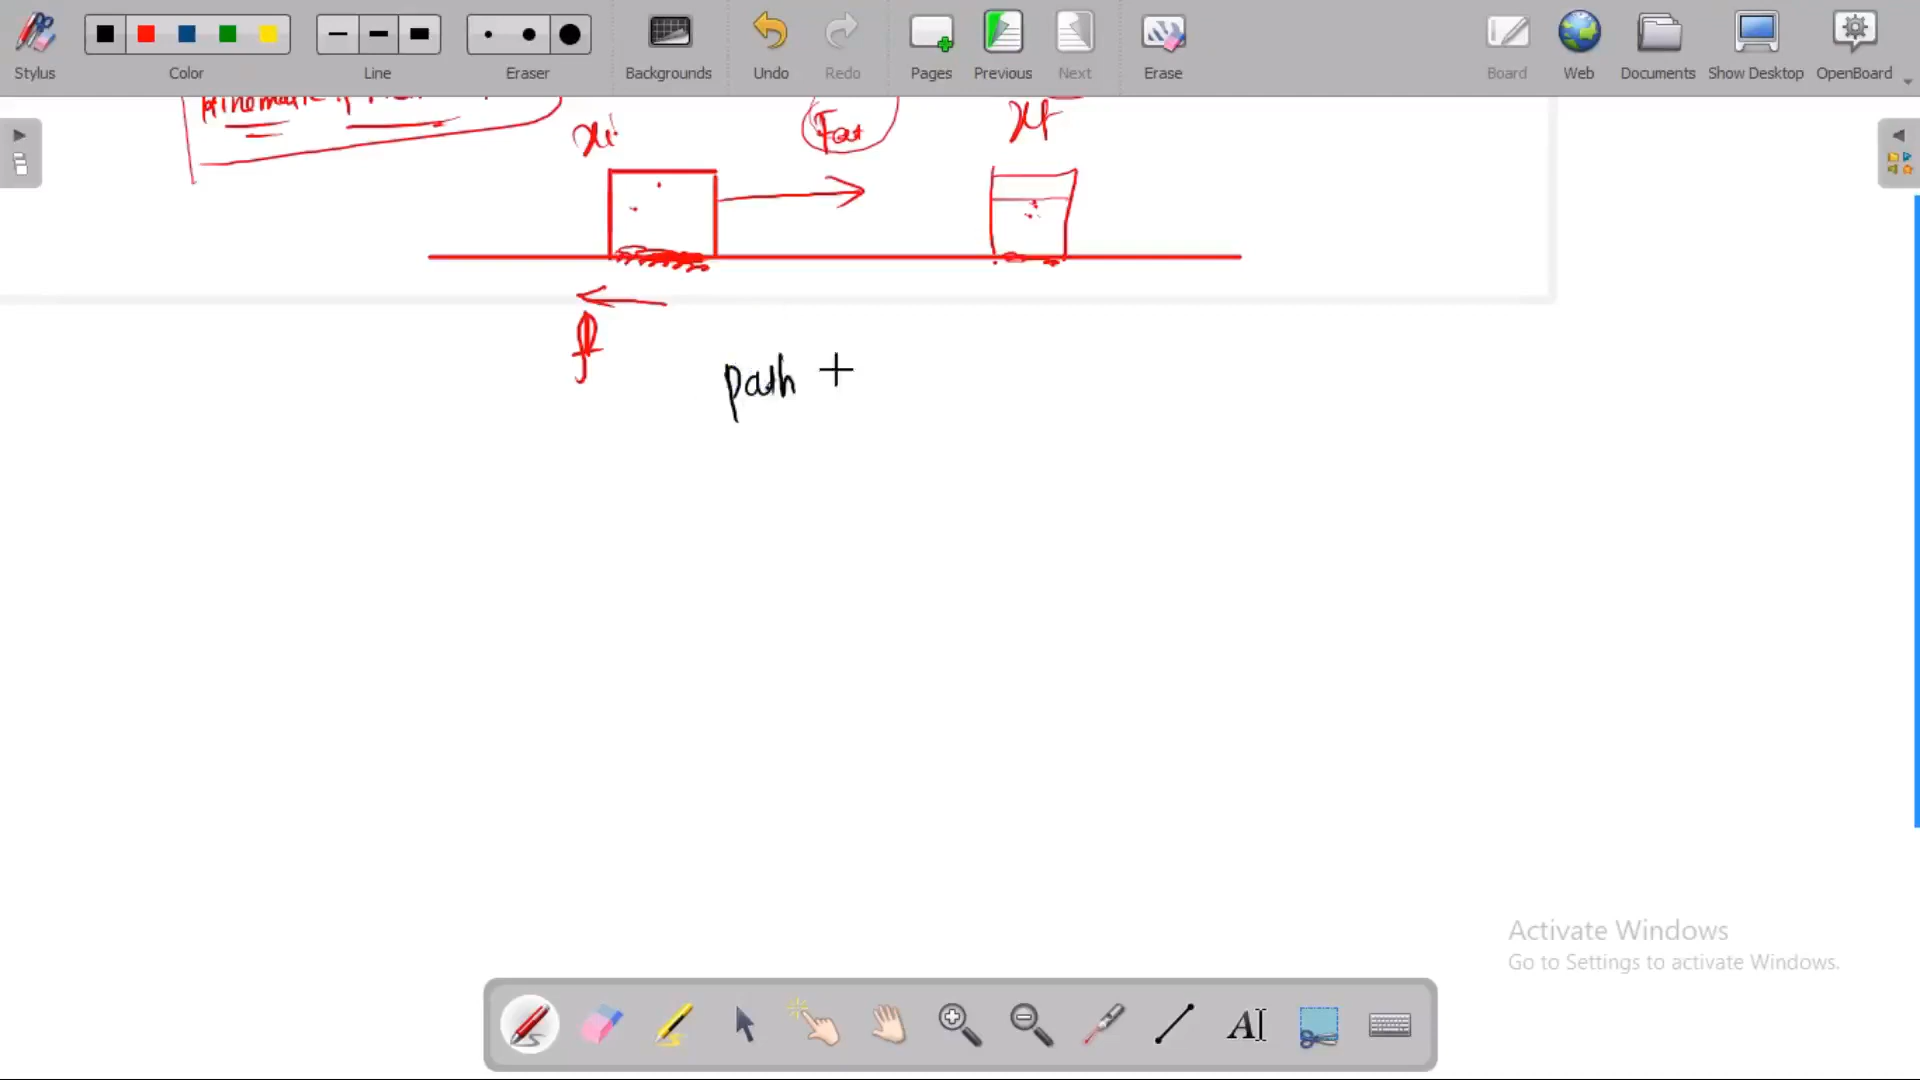 Stylus
Color
Line
Eraser
Backgrounds
Undo
Redo
Pages
Previous
Next
Erase
Board
Web
Documents
Show Desktop
OpenBoard
xi
xf
f
path
Activate Windows
Go to Settings to activate Windows.
AI